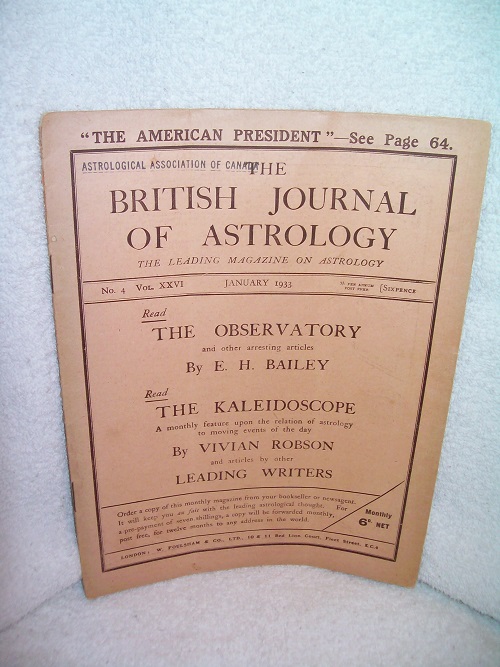 "THE AMERICAN PRESIDENT"—See Page 64.
ASTROLOGICAL ASSOCIATION OF CANADA
THE
BRITISH JOURNAL
OF ASTROLOGY
THE LEADING MAGAZINE ON ASTROLOGY
No. 4 VOL. XXVI JANUARY 1933 PER ANNUM POST FREE [SIXPENCE
Read
THE OBSERVATORY
and other arresting articles
By E. H. BAILEY
Read
THE KALEIDOSCOPE
A monthly feature upon the relation of astrology
to moving events of the day
By VIVIAN ROBSON
and articles by other
LEADING WRITERS
Order a copy of this monthly magazine from your bookseller or newsagent.
It will keep you au fait with the leading astrological thought. For
a pre-payment of seven shillings, a copy will be forwarded monthly,
post free, for twelve months to any address in the world.
Monthly
6d. NET
LONDON: W. FOULSHAM & CO., LTD., 10 & 11 Red Lion Court, Fleet Street, E.C.4